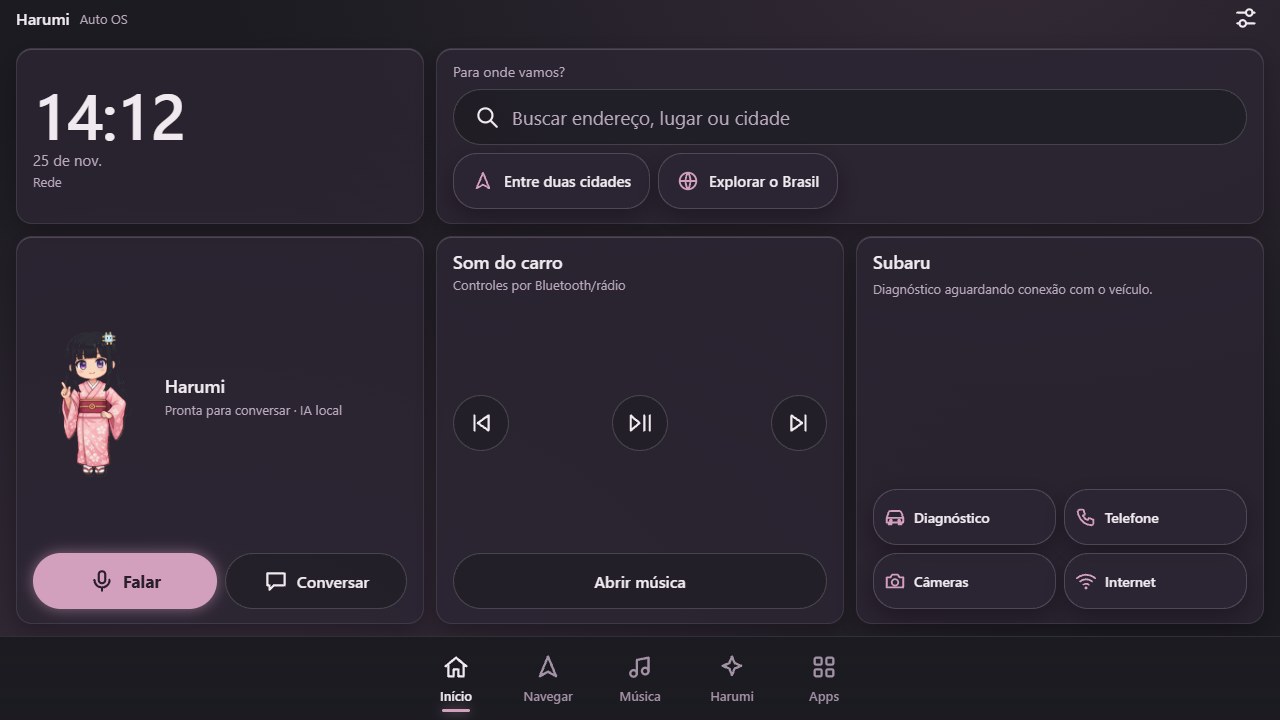 Harumi Auto OS
14:12
25 de nov.
Rede
Para onde vamos?
Buscar endereço, lugar ou cidade
Entre duas cidades
Explorar o Brasil
Harumi
Pronta para conversar · IA local
Falar
Conversar
Som do carro
Controles por Bluetooth/rádio
Abrir música
Subaru
Diagnóstico aguardando conexão com o veículo.
Diagnóstico
Telefone
Câmeras
Internet
Início
Navegar
Música
Harumi
Apps